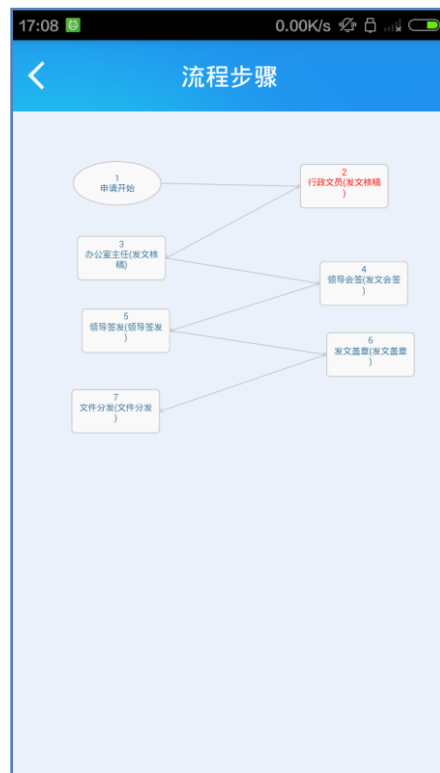 17:08 0.00K/s
流程步骤
1
申请开始
2
行政文员(发文核稿
)
3
办公室主任(发文核
稿)
4
领导会签(发文会签
)
5
领导签发(领导签发
)
6
发文盖章(发文盖章
)
7
文件分发(文件分发
)